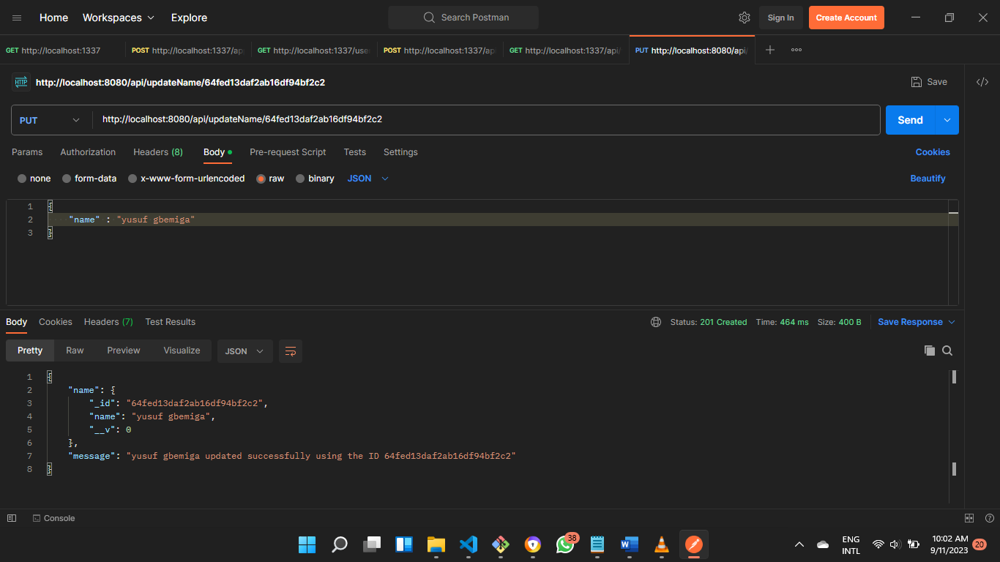 Home Workspaces Explore Search Postman Sign In Create Account
GET http://localhost:1337 POST http://localhost:1337/ap GET http://localhost:1337/use POST http://localhost:1337/ap GET http://localhost:1337/api/ PUT http://localhost:8080/api/
HTTP http://localhost:8080/api/updateName/64fed13daf2ab16df94bf2c2 Save
PUT http://localhost:8080/api/updateName/64fed13daf2ab16df94bf2c2 Send
Params Authorization Headers (8) Body Pre-request Script Tests Settings Cookies
none form-data x-www-form-urlencoded raw binary JSON Beautify
1 {
2 "name" : "yusuf gbemiga"
3 }
Body Cookies Headers (7) Test Results Status: 201 Created Time: 464 ms Size: 400 B Save Response
Pretty Raw Preview Visualize JSON
1 {
2 "name": {
3 "_id": "64fed13daf2ab16df94bf2c2",
4 "name": "yusuf gbemiga",
5 "__v": 0
6 },
7 "message": "yusuf gbemiga updated successfully using the ID 64fed13daf2ab16df94bf2c2"
8 }
Console
38
ENG
INTL
10:02 AM
9/11/2023
20